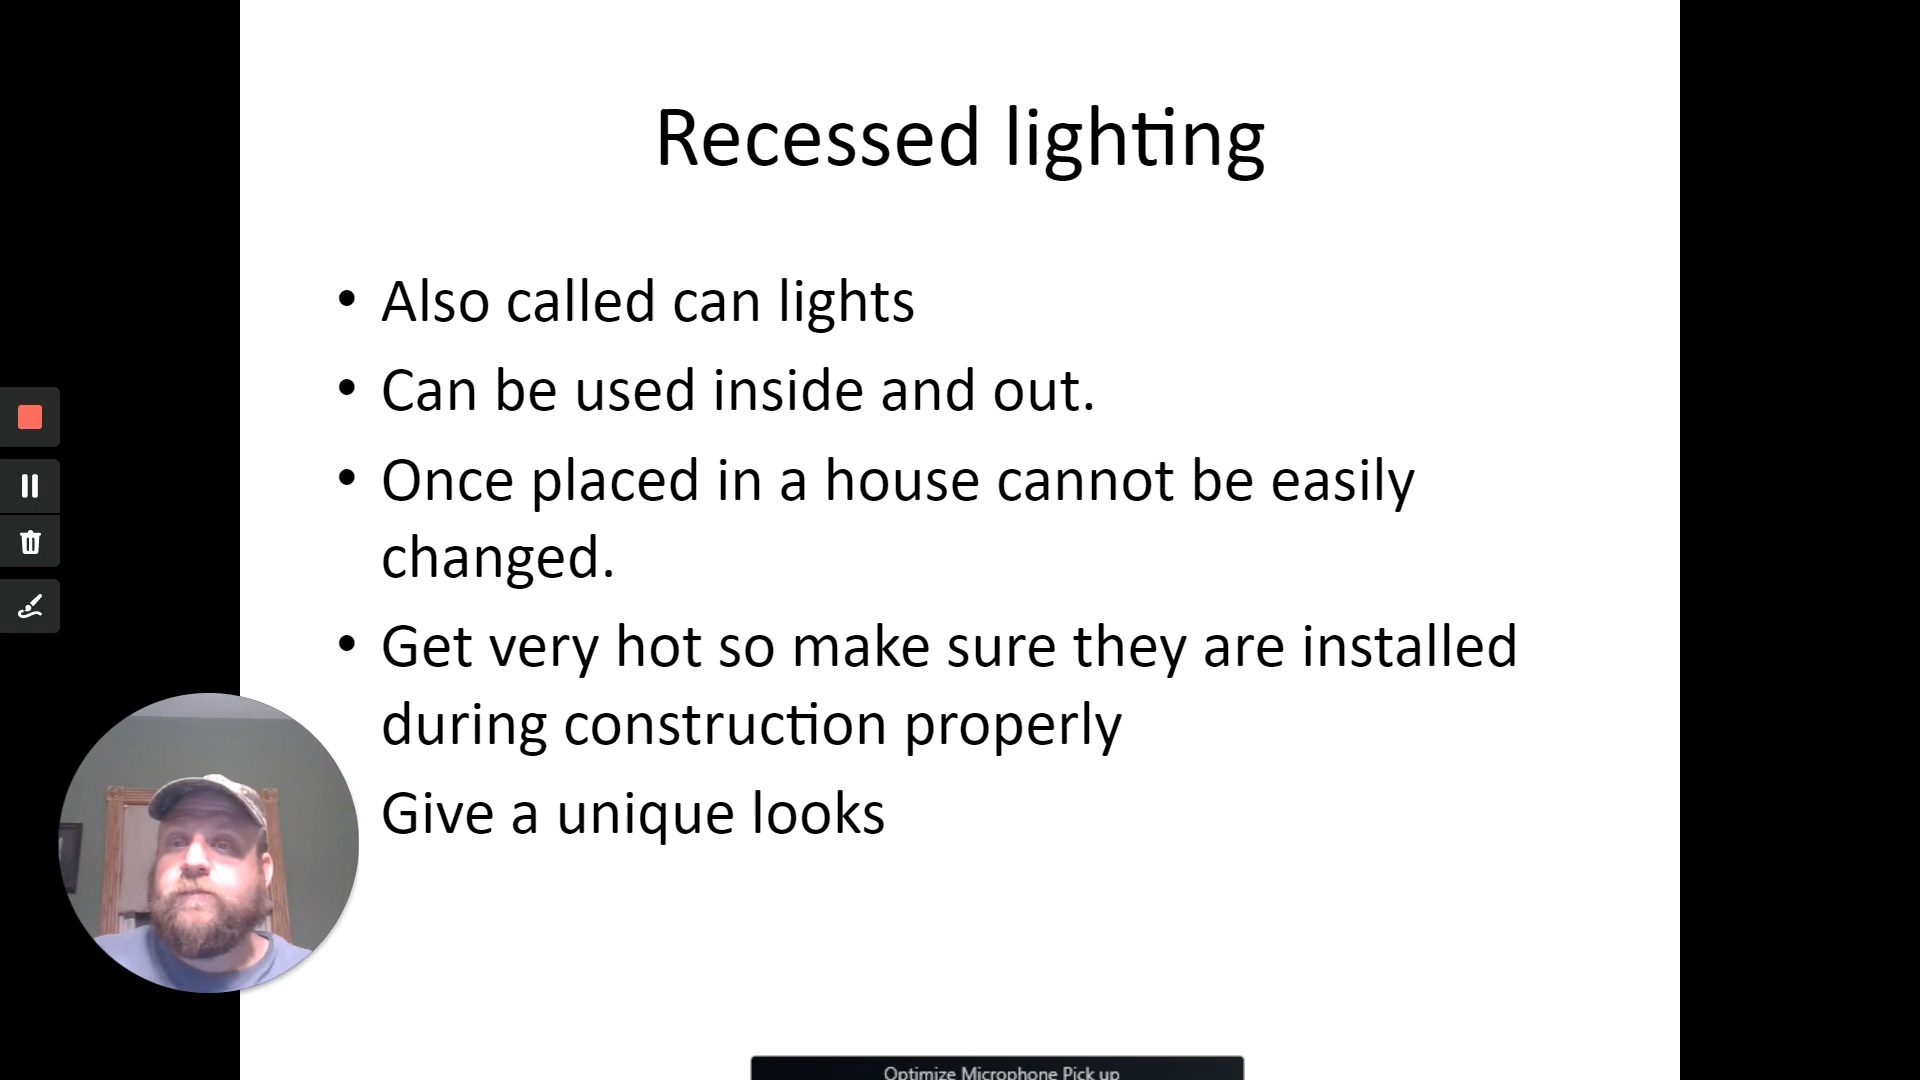 Recessed lighting
• Also called can lights
• Can be used inside and out.
• Once placed in a house cannot be easily
changed.
• Get very hot so make sure they are installed
during construction properly
Give a unique looks
Optimize Microphone Pick up